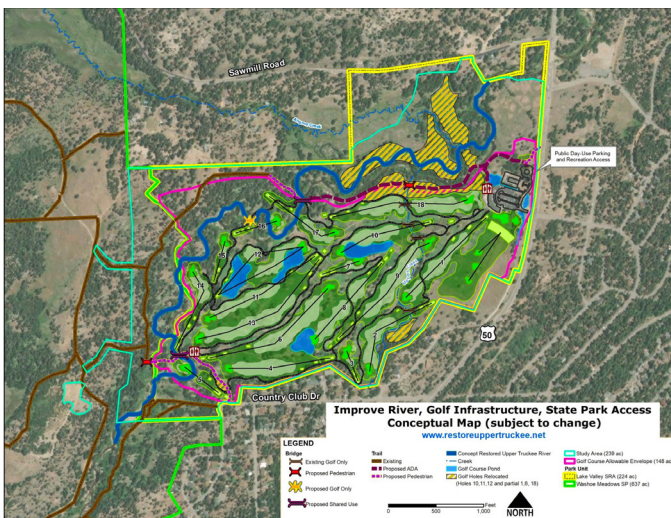 Sawmill Road
Angora Creek
Public Day-Use Parking
and Recreation Access
18
16
17
15
12
10
14
11
7
9
1
13
8
6
2
5
4
50
Country Club Dr
Improve River, Golf Infrastructure, State Park Access
Conceptual Map (subject to change)
www.restoreuppertruckee.net
LEGEND
Bridge
Existing Golf Only
Proposed Pedestrian
Proposed Golf Only
Proposed Shared Use
Trail
Existing
Proposed ADA
Proposed Pedestrian
Concept Restored Upper Truckee River
Creek
Golf Course Pond
Golf Holes Relocated
(Holes 10,11,12 and partial 1,8, 18)
Study Area (239 ac)
Golf Course Allowable Envelope (148 ac)
Park Unit
Lake Valley SRA (224 ac)
Washoe Meadows SP (637 ac)
0 500 1,000 Feet
NORTH